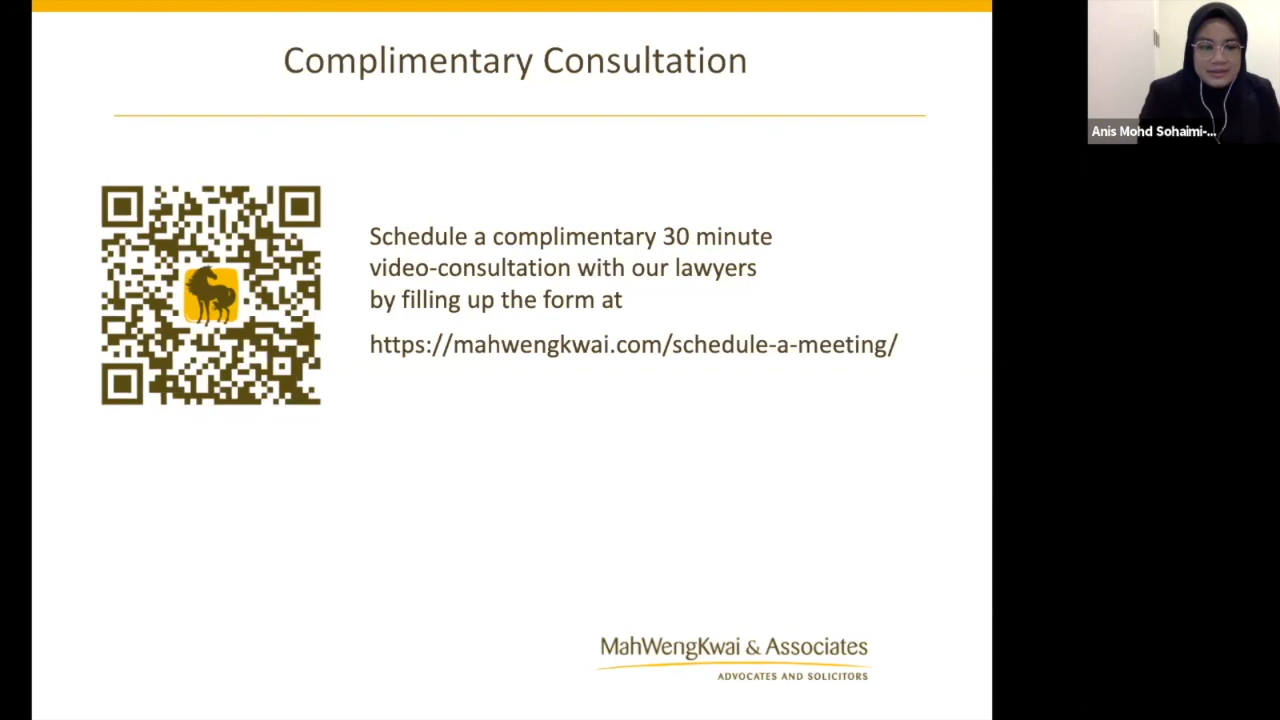 Complimentary Consultation
Anis Mohd Sohaimi-...
Schedule a complimentary 30 minute
video-consultation with our lawyers
by filling up the form at
https://mahwengkwai.com/schedule-a-meeting/
MahWengKwai & Associates
ADVOCATES AND SOLICITORS